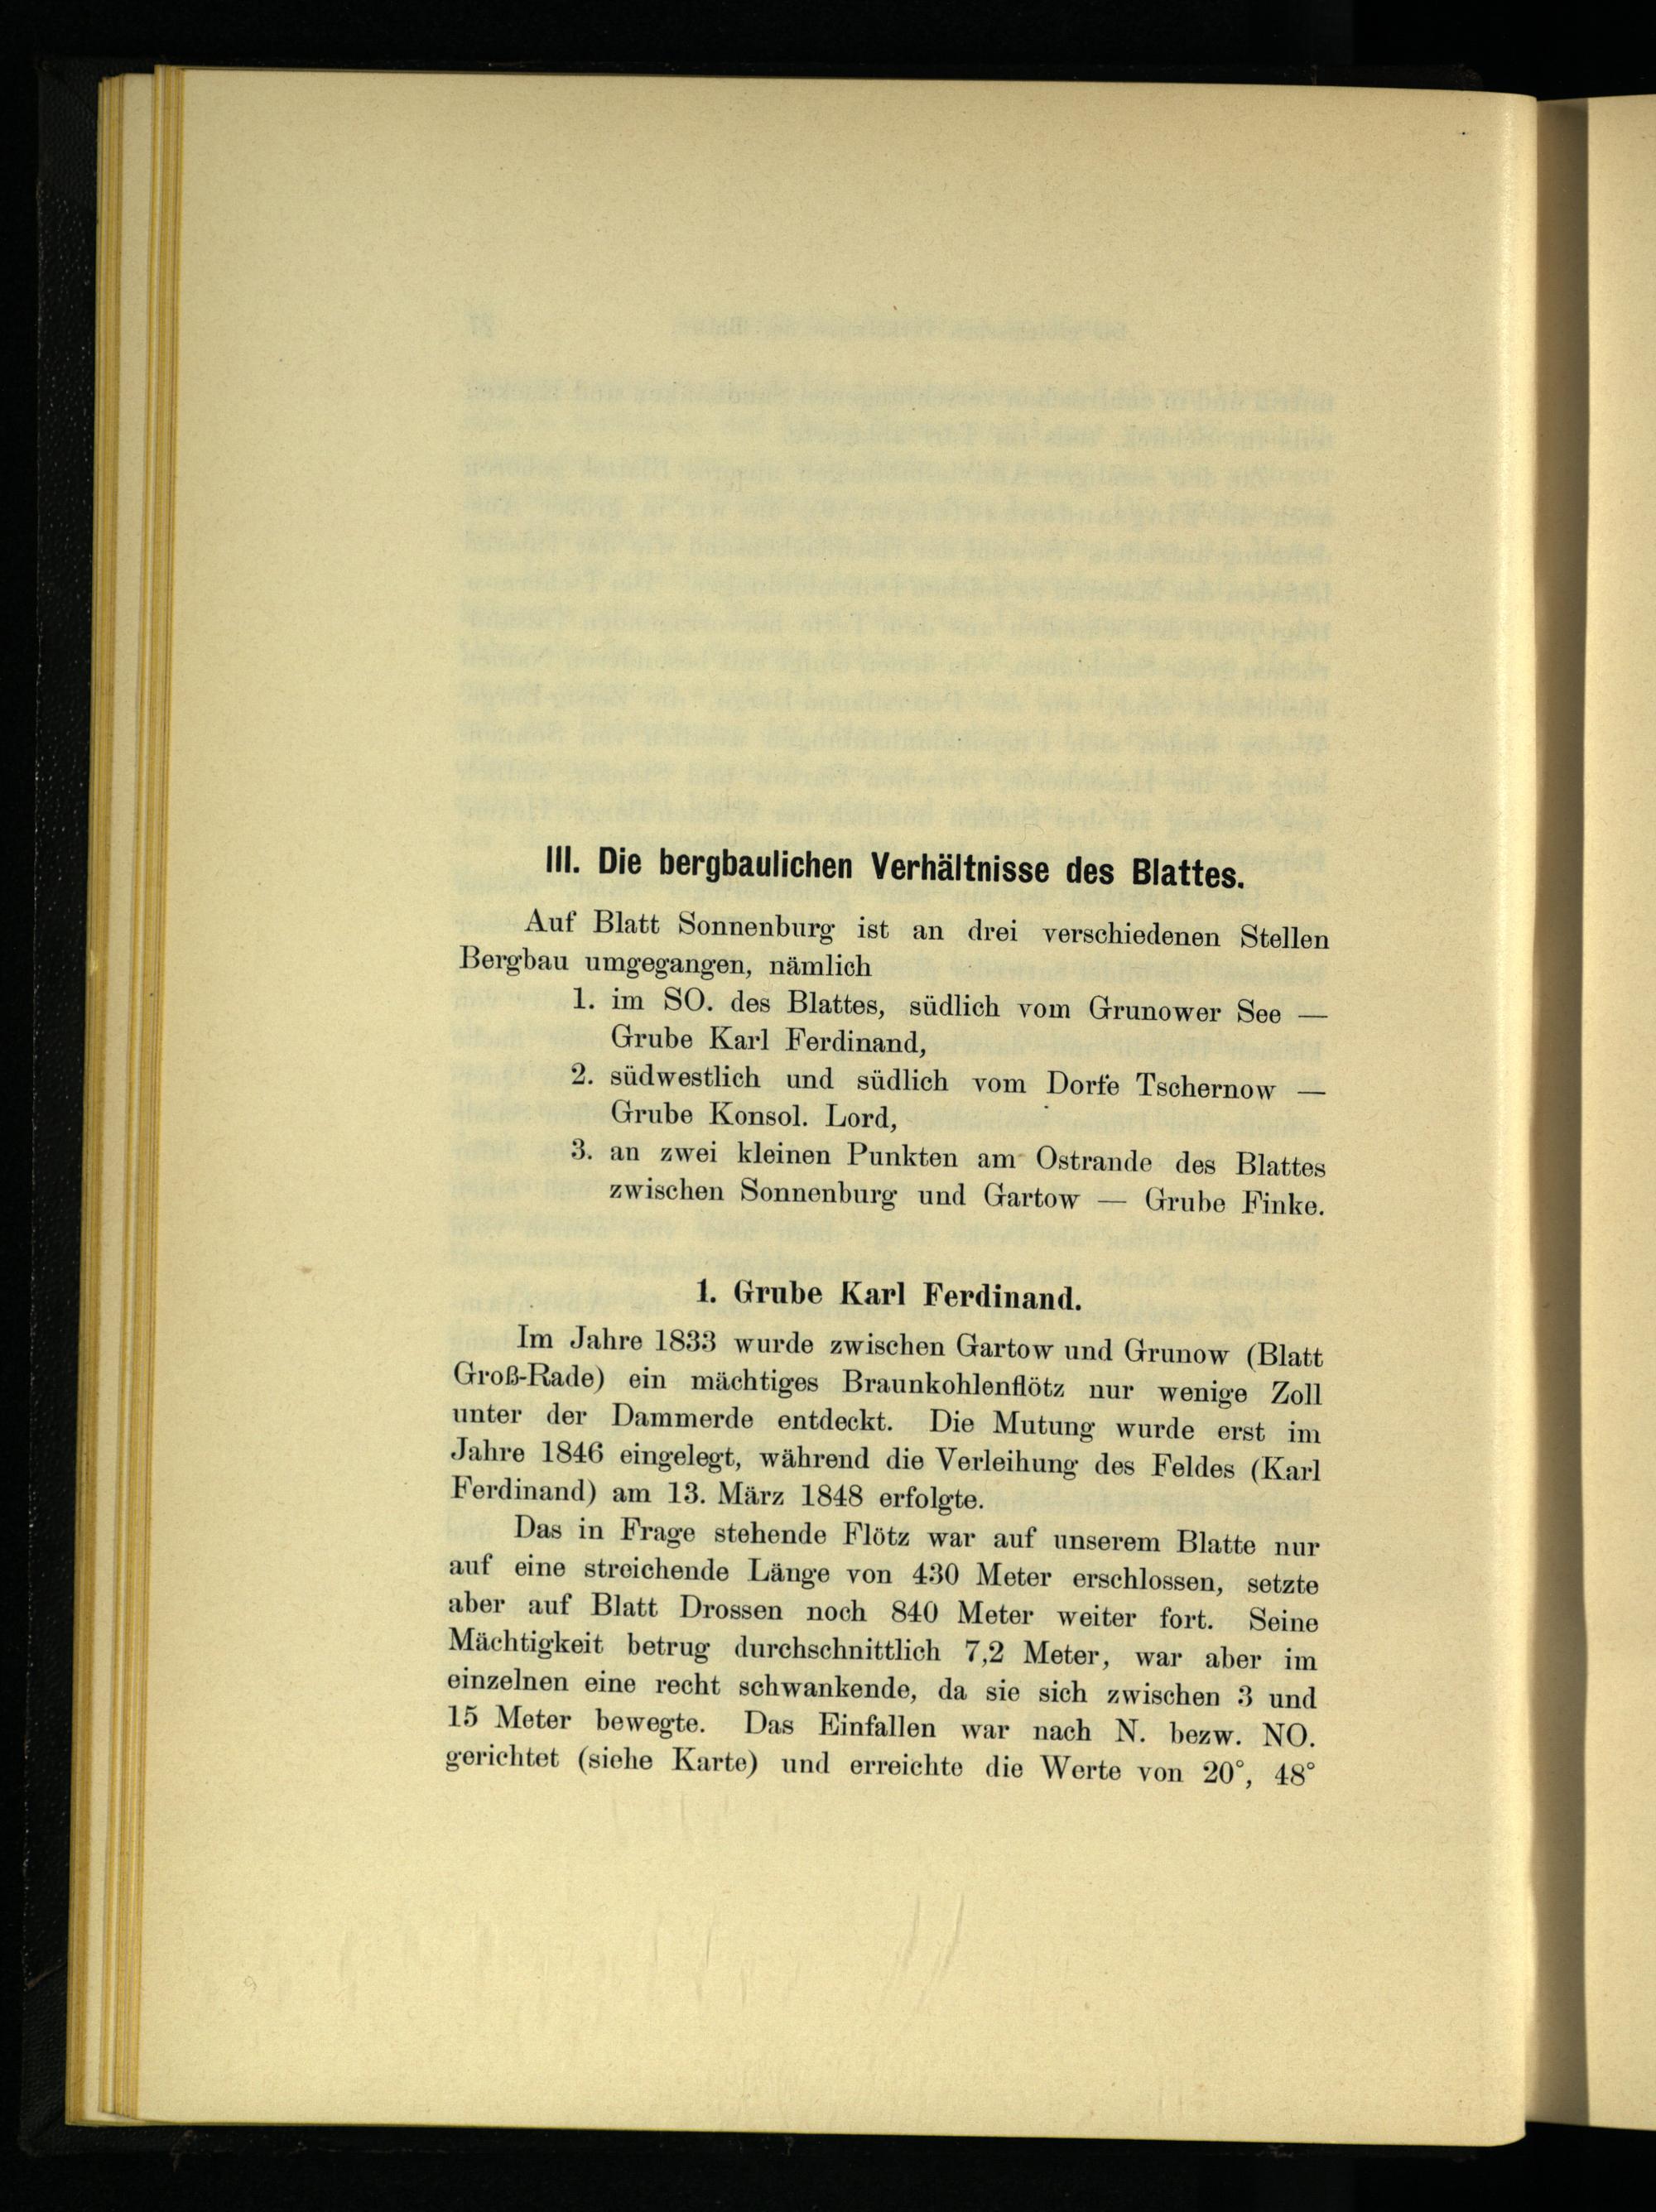 III. Die bergbaulichen Verhältnisse des Blattes.
Auf Blatt Sonnenburg ist an drei verschiedenen Stellen
Bergbau umgegangen, nämlich
1. im SO. des Blattes, südlich vom Grunower See —
Grube Karl Ferdinand,
2. südwestlich und südlich vom Dorfe Tschernow —
Grube Konsol. Lord,
3. an zwei kleinen Punkten am Ostrande des Blattes
zwischen Sonnenburg und Gartow — Grube Finke.
1. Grube Karl Ferdinand.
Im Jahre 1833 wurde zwischen Gartow und Grunow (Blatt
Groß-Rade) ein mächtiges Braunkohlenflötz nur wenige Zoll
unter der Dammerde entdeckt. Die Mutung wurde erst im
Jahre 1846 eingelegt, während die Verleihung des Feldes (Karl
Ferdinand) am 13. März 1848 erfolgte.
Das in Frage stehende Flötz war auf unserem Blatte nur
auf eine streichende Länge von 430 Meter erschlossen, setzte
aber auf Blatt Drossen noch 840 Meter weiter fort. Seine
Mächtigkeit betrug durchschnittlich 7,2 Meter, war aber im
einzelnen eine recht schwankende, da sie sich zwischen 3 und
15 Meter bewegte. Das Einfallen war nach N. bezw. NO.
gerichtet (siehe Karte) und erreichte die Werte von 20°, 48°